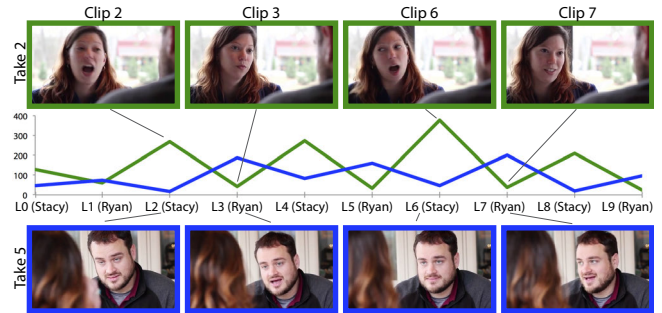 Clip 2 Clip 3 Clip 6 Clip 7
Take 2
400
300
200
100
0
L0 (Stacy) L1 (Ryan) L2 (Stacy) L3 (Ryan) L4 (Stacy) L5 (Ryan) L6 (Stacy) L7 (Ryan) L8 (Stacy) L9 (Ryan)
Take 5